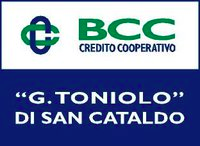 BCC
CREDITO COOPERATIVO
“G.TONIOLO”
DI SAN CATALDO